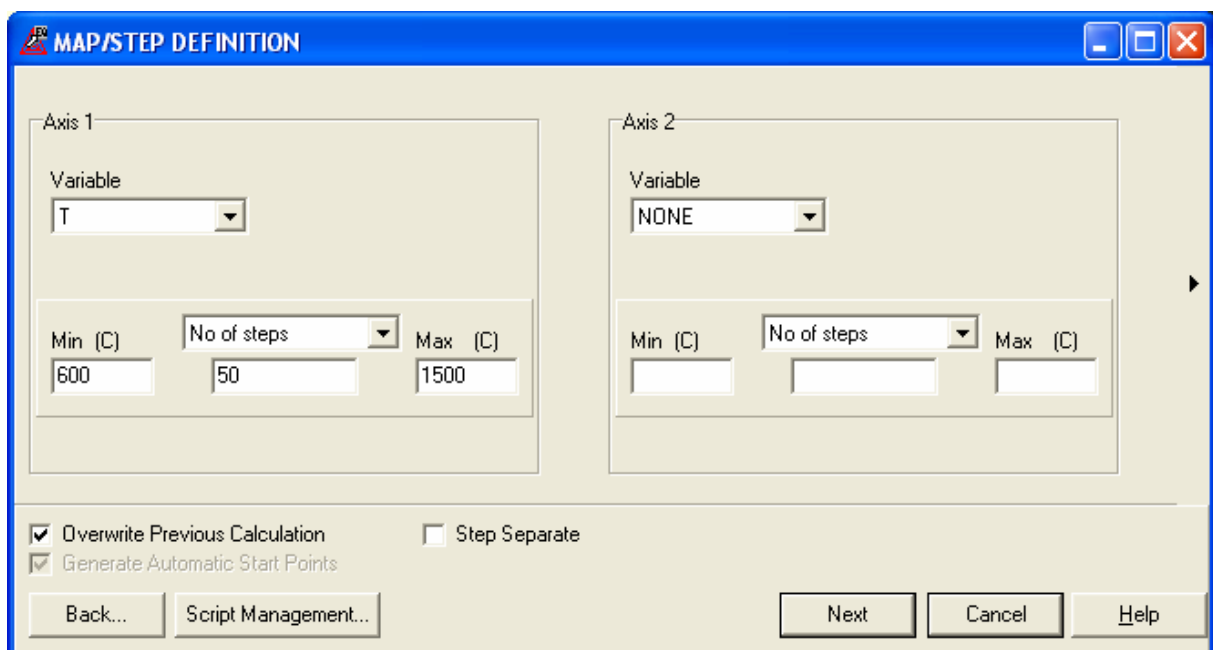 MAP/STEP DEFINITION
Axis 1
Axis 2
Variable
Variable
T
NONE
Min (C)
No of steps
Max (C)
600
50
1500
Min (C)
No of steps
Max (C)
Overwrite Previous Calculation
Step Separate
Generate Automatic Start Points
Back...
Script Management...
Next
Cancel
Help